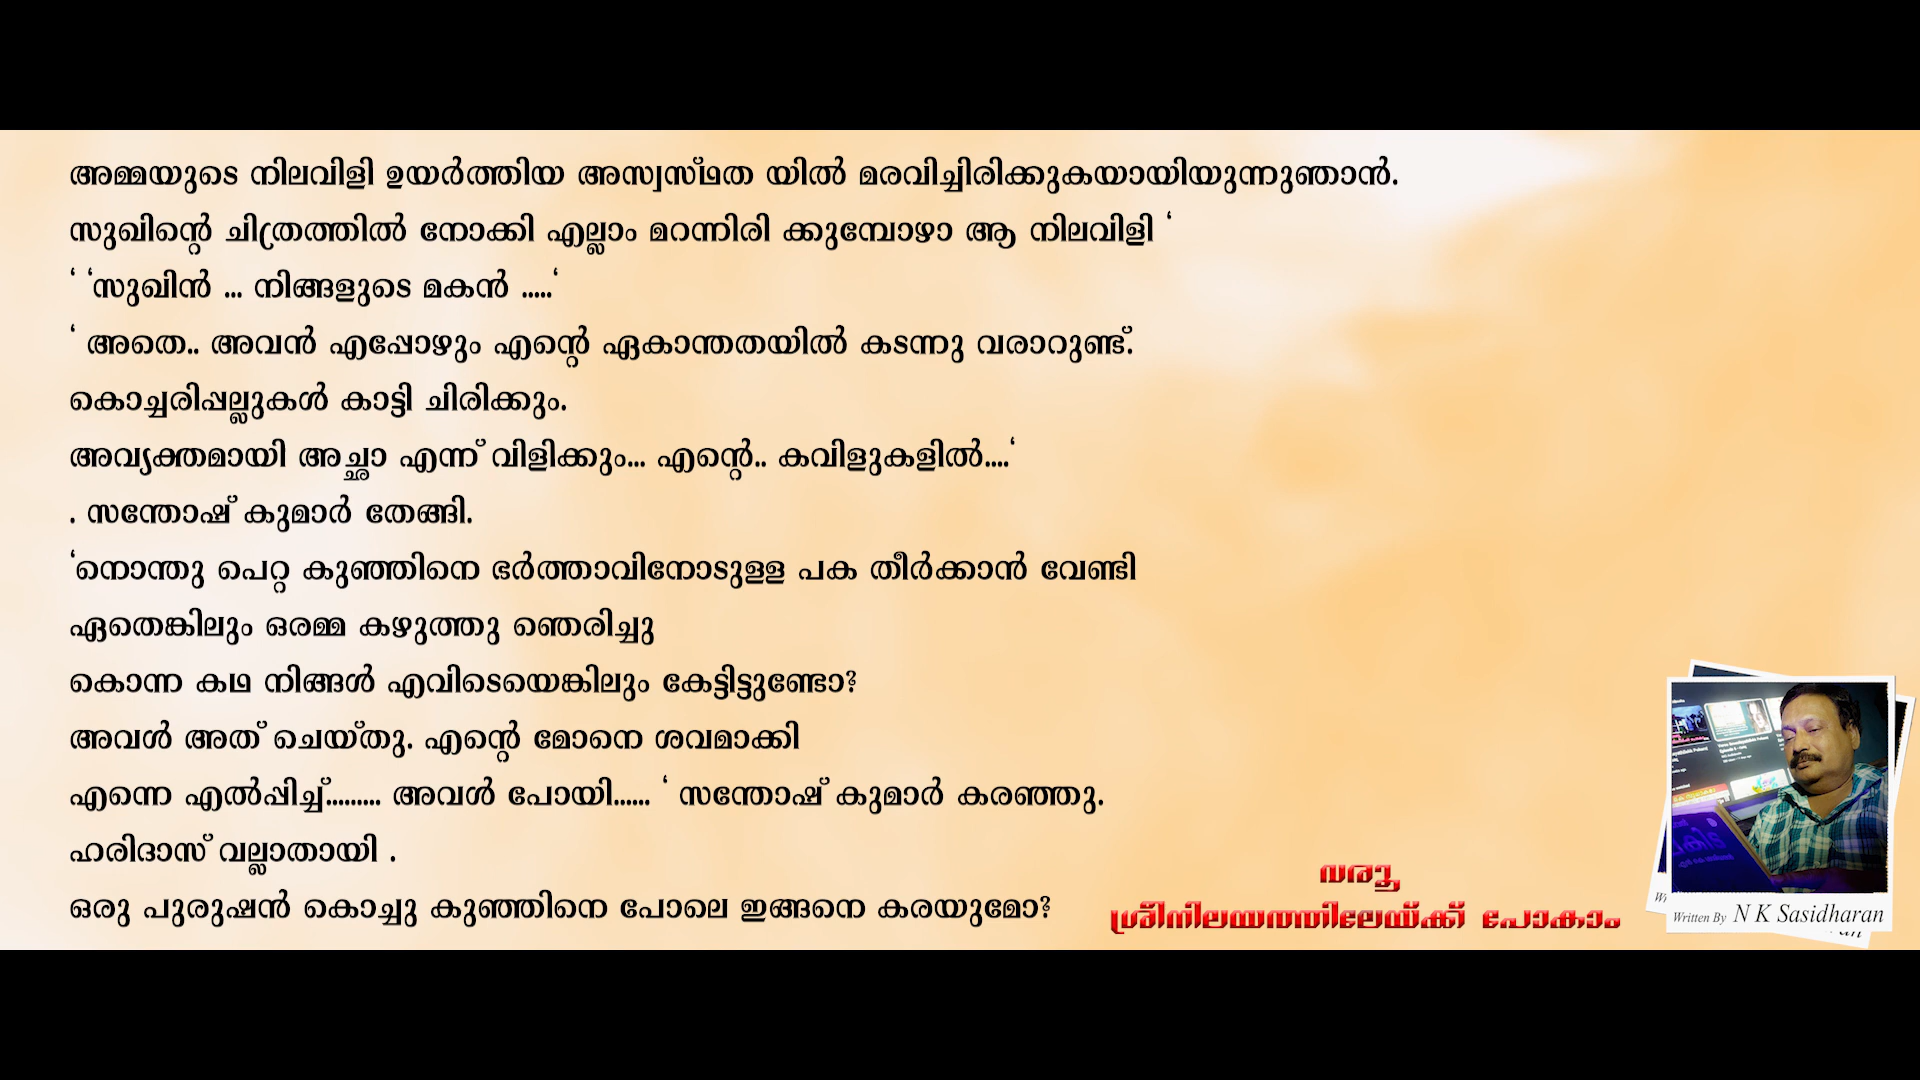 അമ്മയുടെ നിലവിളി ഉയർത്തിയ അസ്വസ്ഥത യിൽ മരവിച്ചിരിക്കുകയായിയുന്നുഞാൻ.
സുഖിന്റെ ചിത്രത്തിൽ നോക്കി എല്ലാം മറന്നിരി ക്കുമ്പോഴാ ആ നിലവിളി ‘
‘ ‘സുഖിൻ ... നിങ്ങളുടെ മകൻ .....‘
‘ അതെ.. അവൻ എപ്പോഴും എന്റെ ഏകാന്തതയിൽ കടന്നു വരാറുണ്ട്.
കൊച്ചരിപ്പല്ലുകൾ കാട്ടി ചിരിക്കും.
അവ്യക്തമായി അച്ഛാ എന്ന് വിളിക്കും... എന്റെ.. കവിളുകളിൽ....‘
. സന്തോഷ് കുമാർ തേങ്ങി.
‘നൊന്തു പെറ്റ കുഞ്ഞിനെ ഭർത്താവിനോടുള്ള പക തീർക്കാൻ വേണ്ടി
ഏതെങ്കിലും ഒരമ്മ കഴുത്തു ഞെരിച്ചു
കൊന്ന കഥ നിങ്ങൾ എവിടെയെങ്കിലും കേട്ടിട്ടുണ്ടോ?
അവൾ അത് ചെയ്തു. എന്റെ മോനെ ശവമാക്കി
എന്നെ എൽപ്പിച്ച്......... അവൾ പോയി...... ‘ സന്തോഷ് കുമാർ കരഞ്ഞു.
ഹരിദാസ് വല്ലാതായി .
ഒരു പുരുഷൻ കൊച്ചു കുഞ്ഞിനെ പോലെ ഇങ്ങനെ കരയുമോ?
വരൂ
ശ്രീനിലയത്തിലേയ്ക്ക് പോകാം
Written By N K Sasidharan